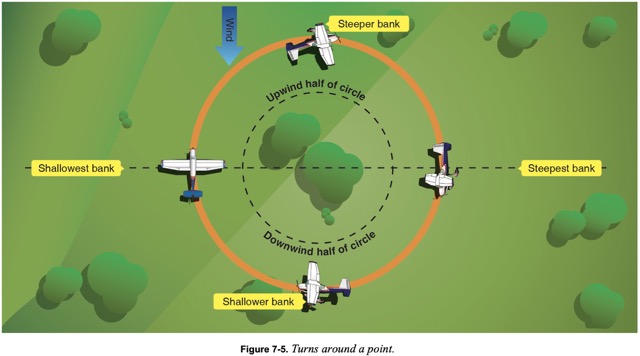 Wind
Steeper bank
Upwind half of circle
Shallowest bank
Steepest bank
Downwind half of circle
Shallower bank
Figure 7-5. Turns around a point.